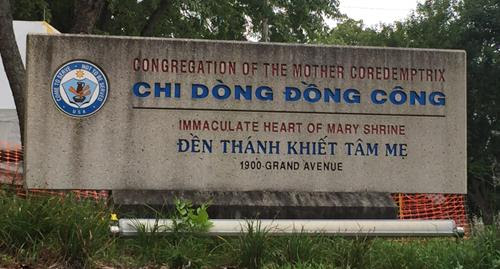 CONGREGATION OF THE MOTHER COREDEMPTRIX
CHI DÒNG ĐỒNG CÔNG
IMMACULATE HEART OF MARY SHRINE
ĐỀN THÁNH KHIẾT TÂM MẸ
1900·GRAND AVENUE
USA